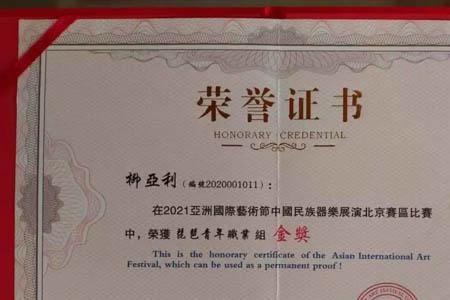 荣誉证书
HONORARY CREDENTIAL
柳亞利(編號2020001011):
在2021亞洲國際藝術節中國民族器樂展演北京賽區比賽
中,榮獲 琵琶青年職業組 金獎
This is the honorary certificate of the Asian International Art
Festival, which can be used as a permanent proof !